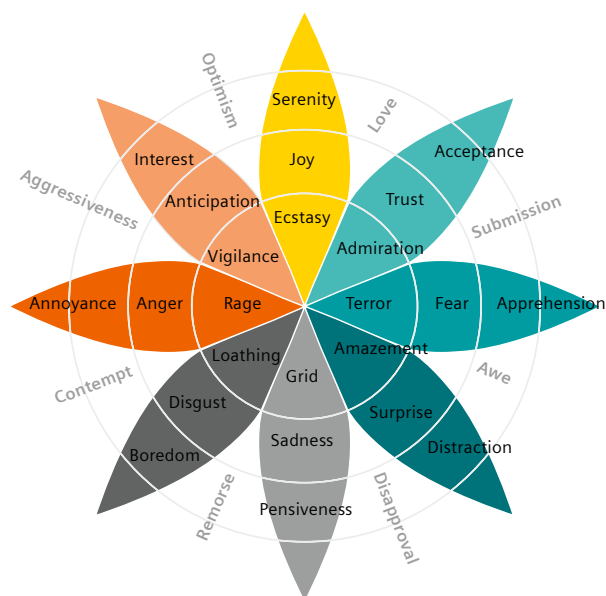 Optimism
Serenity
Love
Interest
Joy
Acceptance
Aggressiveness
Anticipation
Ecstasy
Trust
Submission
Vigilance
Admiration
Annoyance
Anger
Rage
Terror
Fear
Apprehension
Loathing
Amazement
Contempt
Grid
Awe
Disgust
Surprise
Boredom
Sadness
Distraction
Remorse
Pensiveness
Disapproval